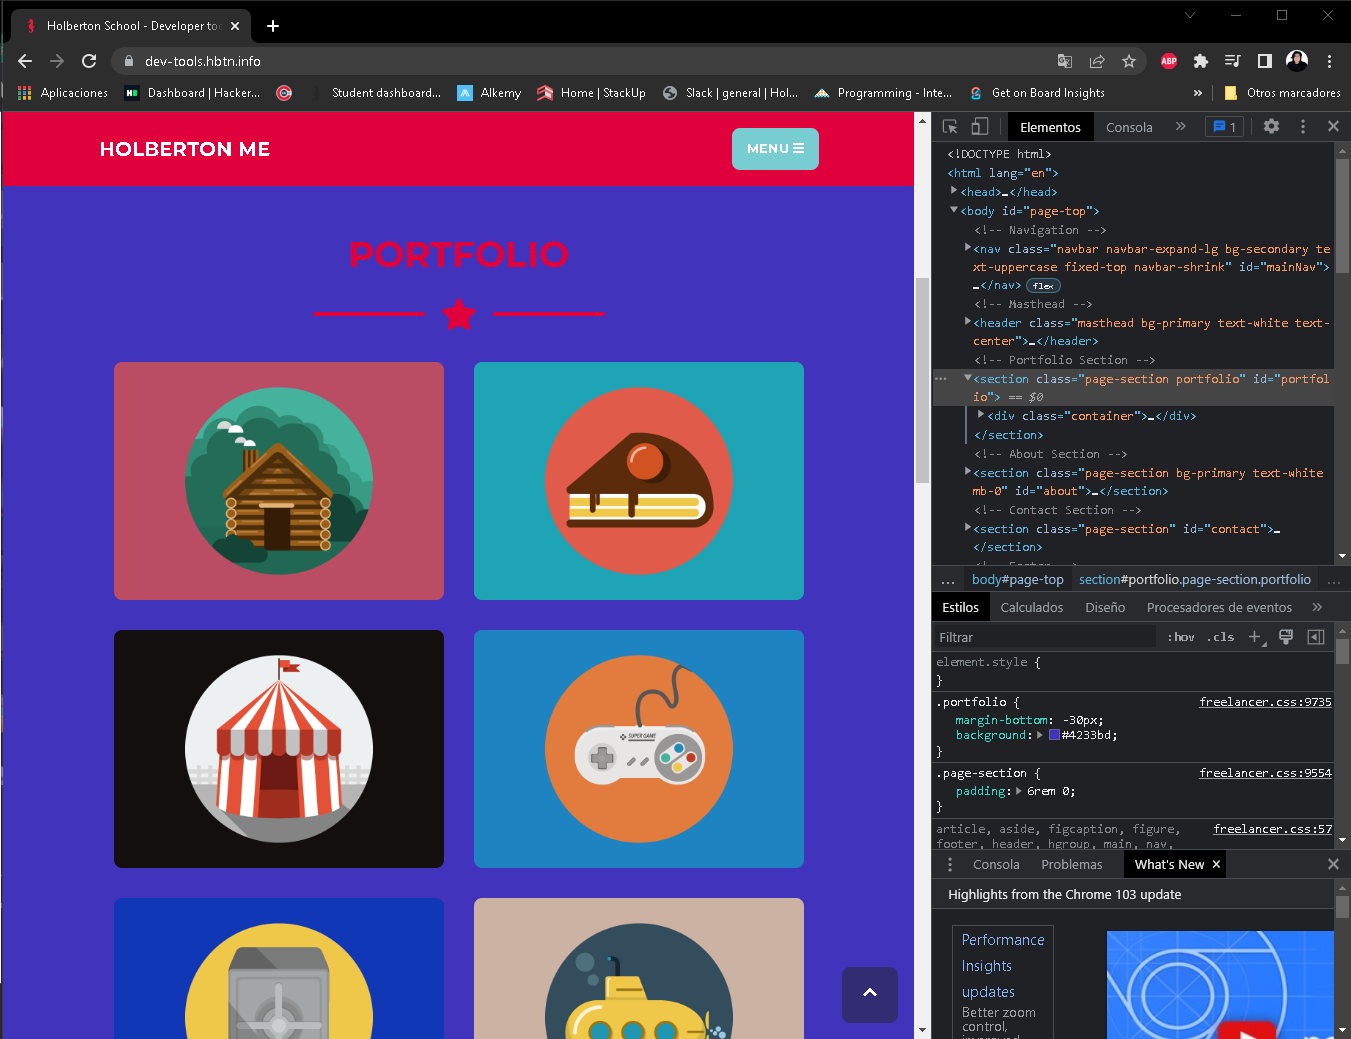 Holberton School - Developer too
dev-tools.hbtn.info
ABP
Aplicaciones
Dashboard | Hacker...
Student dashboard...
Alkemy
Home | StackUp
Slack | general | Hol...
Programming - Inte...
Get on Board Insights
»
Otros marcadores
HOLBERTON ME
MENU
PORTFOLIO
SUPER GAME
Elementos
Consola
»
1
<!DOCTYPE html>
<html lang="en">
<head>…</head>
<body id="page-top">
<!-- Navigation -->
<nav class="navbar navbar-expand-lg bg-secondary te
xt-uppercase fixed-top navbar-shrink" id="mainNav">
…</nav> flex
<!-- Masthead -->
<header class="masthead bg-primary text-white text-
center">…</header>
<!-- Portfolio Section -->
<section class="page-section portfolio" id="portfol
io"> == $0
<div class="container">…</div>
</section>
<!-- About Section -->
<section class="page-section bg-primary text-white
mb-0" id="about">…</section>
<!-- Contact Section -->
<section class="page-section" id="contact">…
</section>
... body#page-top section#portfolio.page-section.portfolio ...
Estilos
Calculados
Diseño
Procesadores de eventos
»
Filtrar
:hov .cls
element.style {
}
.portfolio { freelancer.css:9735
margin-bottom: -30px;
background: #4233bd;
}
.page-section { freelancer.css:9554
padding: 6rem 0;
}
article, aside, figcaption, figure, freelancer.css:57
footer, header, hgroup, main, nav,
Consola
Problemas
What's New
Highlights from the Chrome 103 update
Performance
Insights
updates
Better zoom
control,